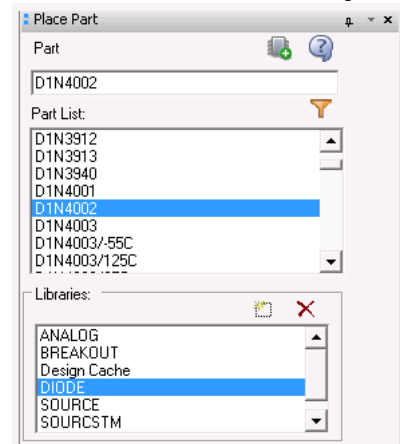 Place Part
Part
D1N4002
Part List:
D1N3912
D1N3913
D1N3940
D1N4001
D1N4002
D1N4003
D1N4003/-55C
D1N4003/125C
Libraries:
ANALOG
BREAKOUT
Design Cache
DIODE
SOURCE
SOURCSTM